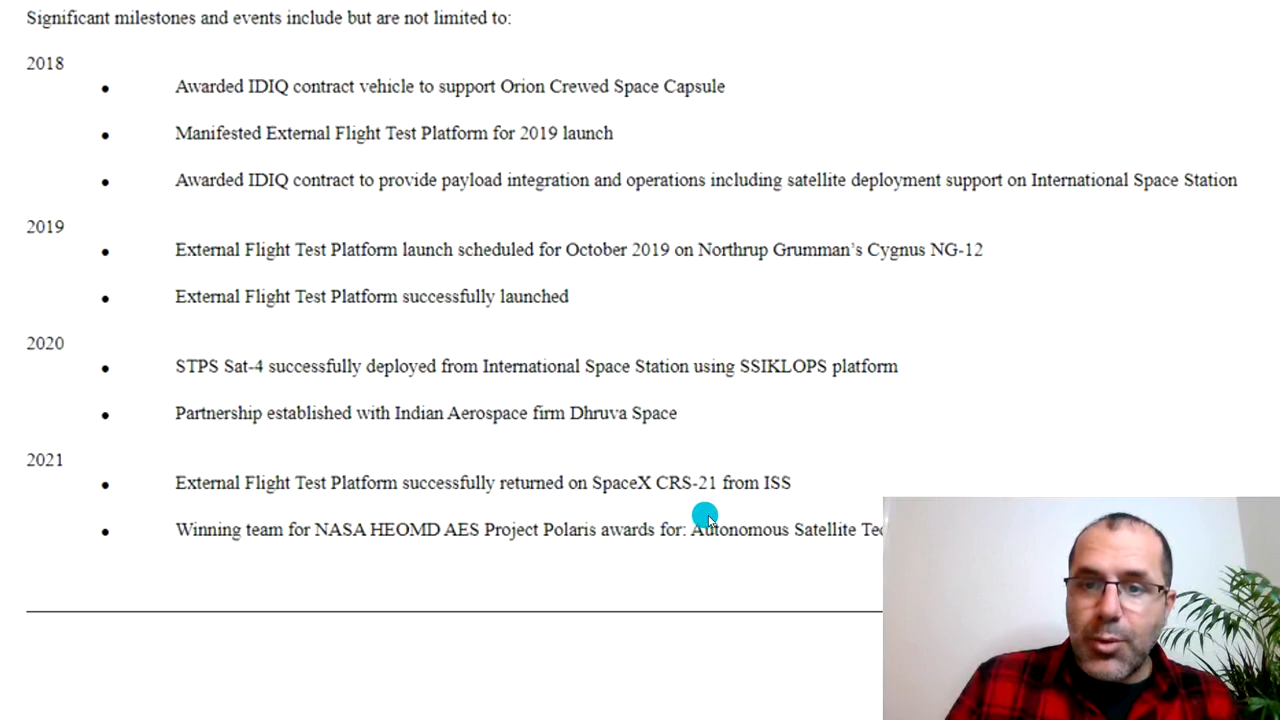 Significant milestones and events include but are not limited to:
2018
● Awarded IDIQ contract vehicle to support Orion Crewed Space Capsule
● Manifested External Flight Test Platform for 2019 launch
● Awarded IDIQ contract to provide payload integration and operations including satellite deployment support on International Space Station
2019
● External Flight Test Platform launch scheduled for October 2019 on Northrup Grumman’s Cygnus NG-12
● External Flight Test Platform successfully launched
2020
● STPS Sat-4 successfully deployed from International Space Station using SSIKLOPS platform
● Partnership established with Indian Aerospace firm Dhruva Space
2021
● External Flight Test Platform successfully returned on SpaceX CRS-21 from ISS
● Winning team for NASA HEOMD AES Project Polaris awards for: Autonomous Satellite